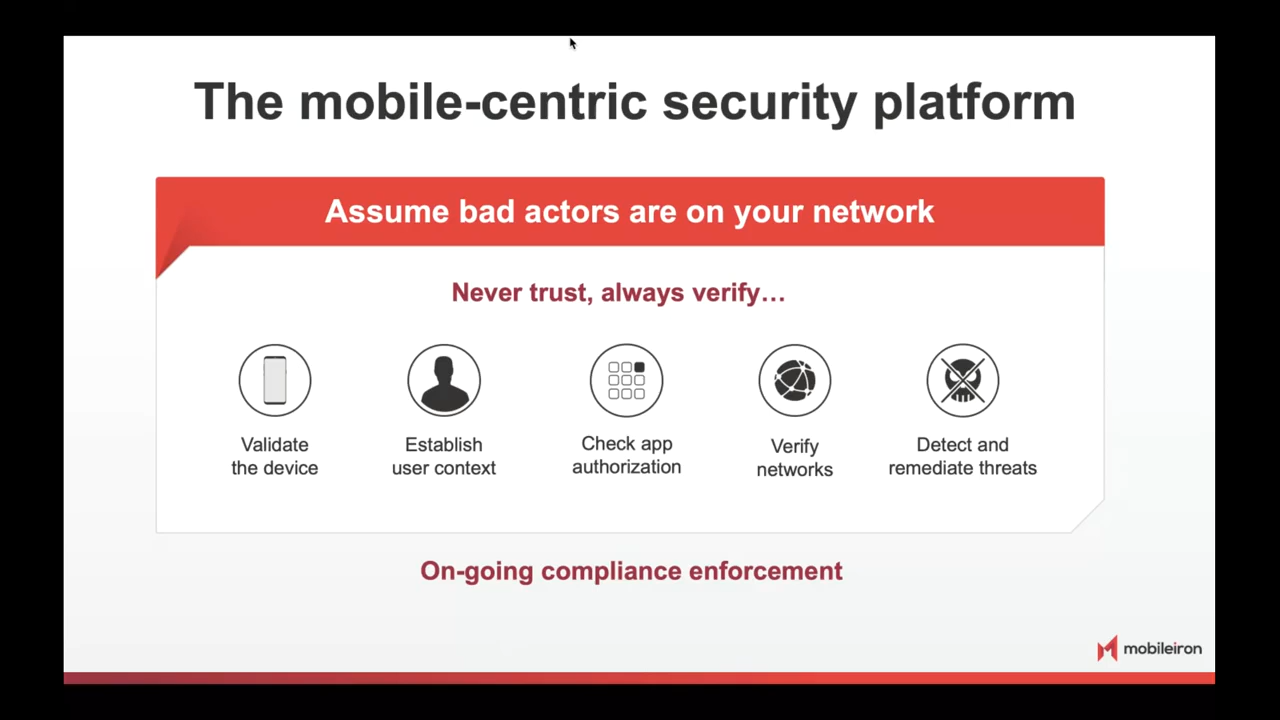 The mobile-centric security platform
Assume bad actors are on your network
Never trust, always verify…
Validate
the device
Establish
user context
Check app
authorization
Verify
networks
Detect and
remediate threats
On-going compliance enforcement
mobileiron